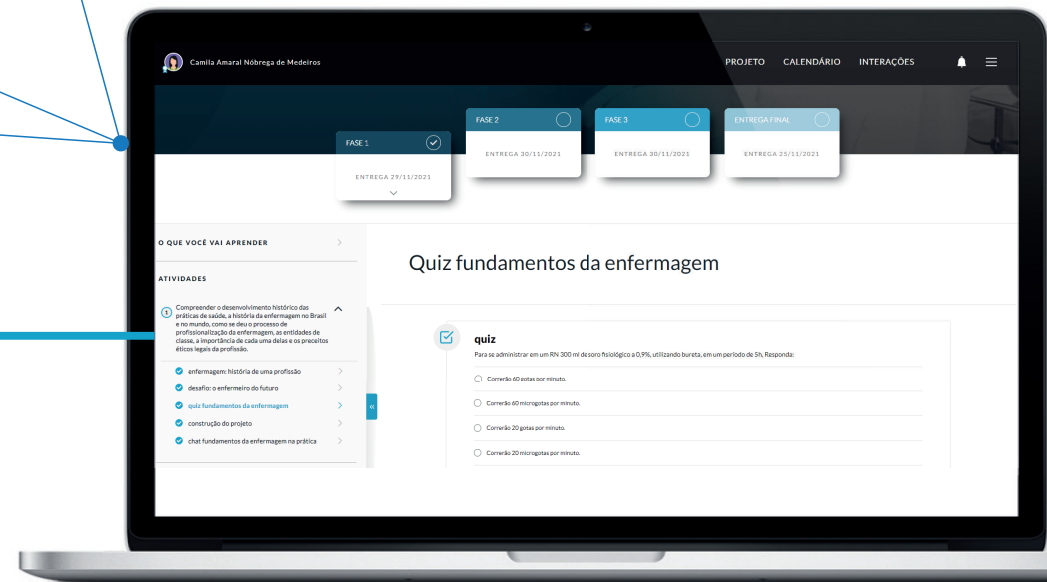 Camila Amaral Nóbrega de Medeiros
PROJETO CALENDÁRIO INTERAÇÕES
FASE 1
ENTREGA 29/11/2021
FASE 2
ENTREGA 30/11/2021
FASE 3
ENTREGA 30/11/2021
ENTREGA FINAL
ENTREGA 25/11/2021
O QUE VOCÊ VAI APRENDER
ATIVIDADES
1 Compreender o desenvolvimento histórico das
práticas de saúde, a história da enfermagem no Brasil
e no mundo, como se deu o processo de
profissionalização da enfermagem, as entidades de
classe, a importância de cada uma delas e os preceitos
éticos legais da profissão.
enfermagem: história de uma profissão
desafio: o enfermeiro do futuro
quiz fundamentos da enfermagem
construção do projeto
chat fundamentos da enfermagem na prática
«
Quiz fundamentos da enfermagem
quiz
Para se administrar em um RN 300 ml de soro fisiológico a 0,9%, utilizando bureta, em um período de 5h, Responda:
Correrão 60 gotas por minuto.
Correrão 60 microgotas por minuto.
Correrão 20 gotas por minuto.
Correrão 20 microgotas por minuto.